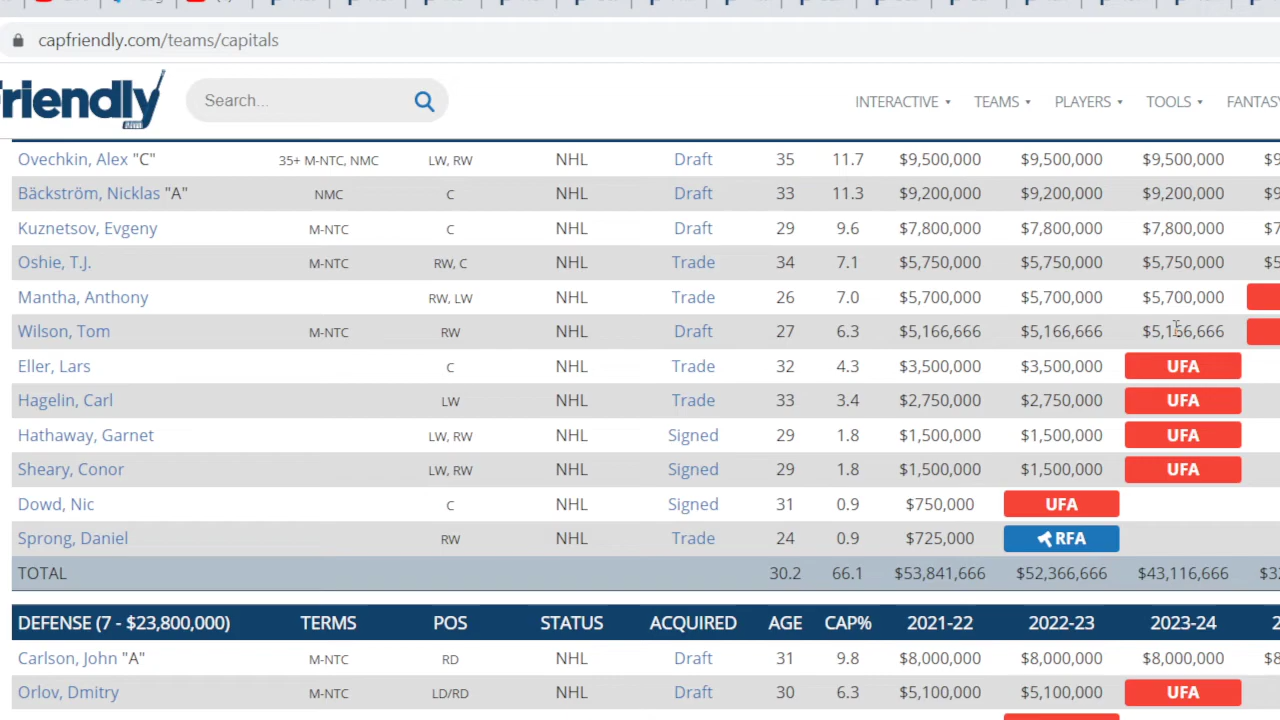 capfriendly.com/teams/capitals
friendly Search... INTERACTIVE TEAMS PLAYERS TOOLS FANTASY
Ovechkin, Alex "C" 35+ M-NTC, NMC LW, RW NHL Draft 35 11.7 $9,500,000 $9,500,000 $9,500,000 $9
Bäckström, Nicklas "A" NMC C NHL Draft 33 11.3 $9,200,000 $9,200,000 $9,200,000 $9
Kuznetsov, Evgeny M-NTC C NHL Draft 29 9.6 $7,800,000 $7,800,000 $7,800,000 $7
Oshie, T.J. M-NTC RW, C NHL Trade 34 7.1 $5,750,000 $5,750,000 $5,750,000 $5
Mantha, Anthony RW, LW NHL Trade 26 7.0 $5,700,000 $5,700,000 $5,700,000
Wilson, Tom M-NTC RW NHL Draft 27 6.3 $5,166,666 $5,166,666 $5,166,666
Eller, Lars C NHL Trade 32 4.3 $3,500,000 $3,500,000 UFA
Hagelin, Carl LW NHL Trade 33 3.4 $2,750,000 $2,750,000 UFA
Hathaway, Garnet LW, RW NHL Signed 29 1.8 $1,500,000 $1,500,000 UFA
Sheary, Conor LW, RW NHL Signed 29 1.8 $1,500,000 $1,500,000 UFA
Dowd, Nic C NHL Signed 31 0.9 $750,000 UFA
Sprong, Daniel RW NHL Trade 24 0.9 $725,000 RFA
TOTAL 30.2 66.1 $53,841,666 $52,366,666 $43,116,666 $3
DEFENSE (7 - $23,800,000) TERMS POS STATUS ACQUIRED AGE CAP% 2021-22 2022-23 2023-24 2
Carlson, John "A" M-NTC RD NHL Draft 31 9.8 $8,000,000 $8,000,000 $8,000,000 $8
Orlov, Dmitry M-NTC LD/RD NHL Draft 30 6.3 $5,100,000 $5,100,000 UFA